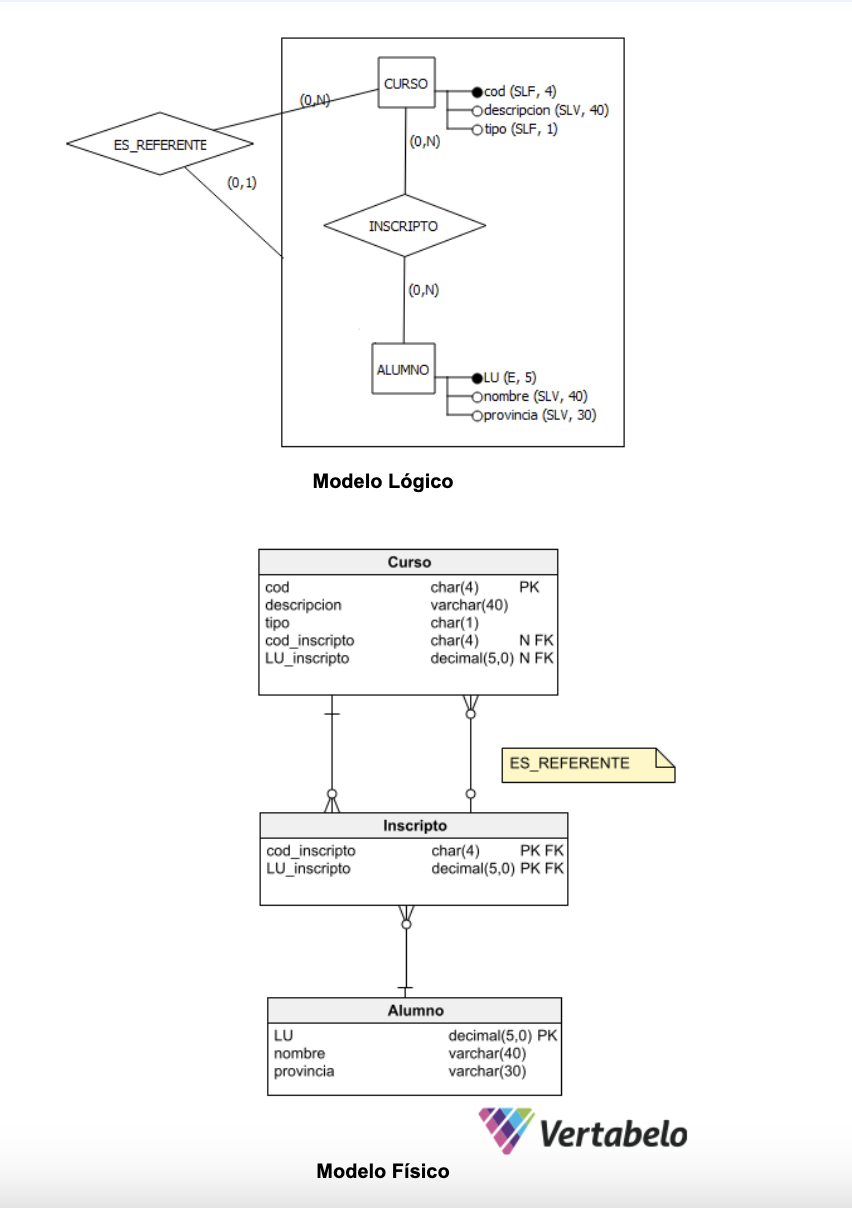 CURSO
cod (SLF, 4)
(0,N)
descripcion (SLV, 40)
tipo (SLF, 1)
ES_REFERENTE
(0,N)
(0,1)
INSCRIPTO
(0,N)
ALUMNO
LU (E, 5)
nombre (SLV, 40)
provincia (SLV, 30)
Modelo Lógico
Curso
cod char(4) PK
descripcion varchar(40)
tipo char(1)
cod_inscripto char(4) N FK
LU_inscripto decimal(5,0) N FK
ES_REFERENTE
Inscripto
cod_inscripto char(4) PK FK
LU_inscripto decimal(5,0) PK FK
Alumno
LU decimal(5,0) PK
nombre varchar(40)
provincia varchar(30)
Vertabelo
Modelo Físico